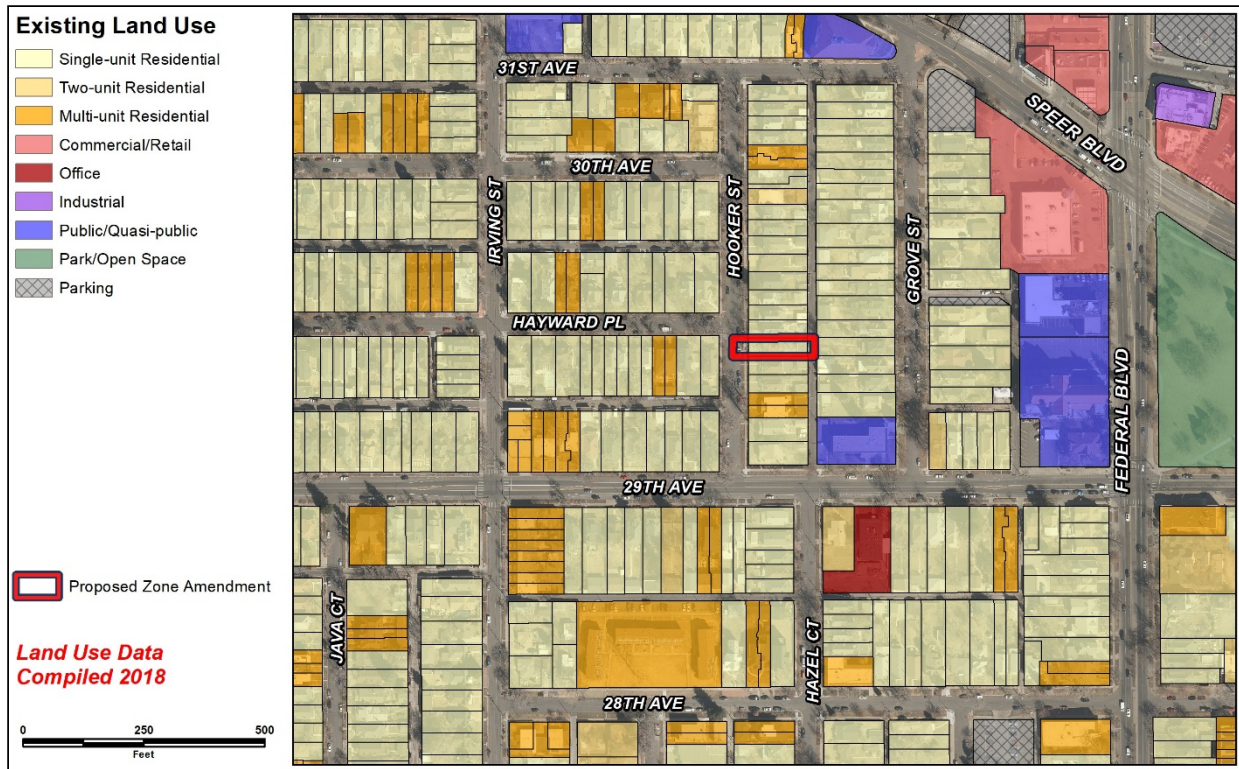 Existing Land Use
Single-unit Residential
Two-unit Residential
Multi-unit Residential
Commercial/Retail
Office
Industrial
Public/Quasi-public
Park/Open Space
Parking
Proposed Zone Amendment
Land Use Data
Compiled 2018
0 250 500
Feet
31ST AVE
SPEER BLVD
30TH AVE
IRVING ST
HOOKER ST
GROVE ST
HAYWARD PL
FEDERAL BLVD
29TH AVE
JAVA CT
HAZEL CT
28TH AVE